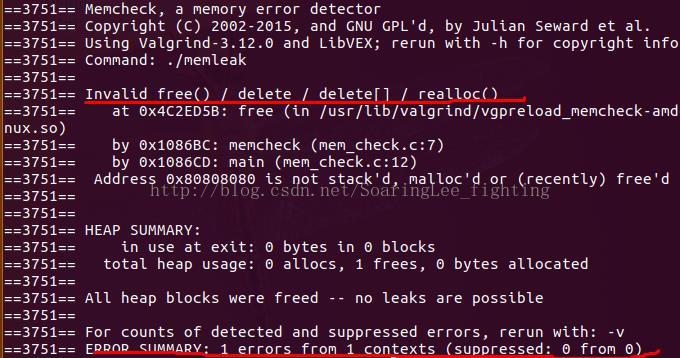 ==3751== Memcheck, a memory error detector
==3751== Copyright (C) 2002-2015, and GNU GPL'd, by Julian Seward et al.
==3751== Using Valgrind-3.12.0 and LibVEX; rerun with -h for copyright info
==3751== Command: ./memleak
==3751==
==3751== Invalid free() / delete / delete[] / realloc()
==3751==    at 0x4C2ED5B: free (in /usr/lib/valgrind/vgpreload_memcheck-amd
nux.so)
==3751==    by 0x1086BC: memcheck (mem_check.c:7)
==3751==    by 0x1086CD: main (mem_check.c:12)
==3751==  Address 0x80808080 is not stack'd, malloc'd or (recently) free'd
http://blog.csdn.net/SoaringLee_fighting
==3751==
==3751==
==3751== HEAP SUMMARY:
==3751==     in use at exit: 0 bytes in 0 blocks
==3751==   total heap usage: 0 allocs, 1 frees, 0 bytes allocated
==3751==
==3751== All heap blocks were freed -- no leaks are possible
==3751==
==3751== For counts of detected and suppressed errors, rerun with: -v
==3751== ERROR SUMMARY: 1 errors from 1 contexts (suppressed: 0 from 0)